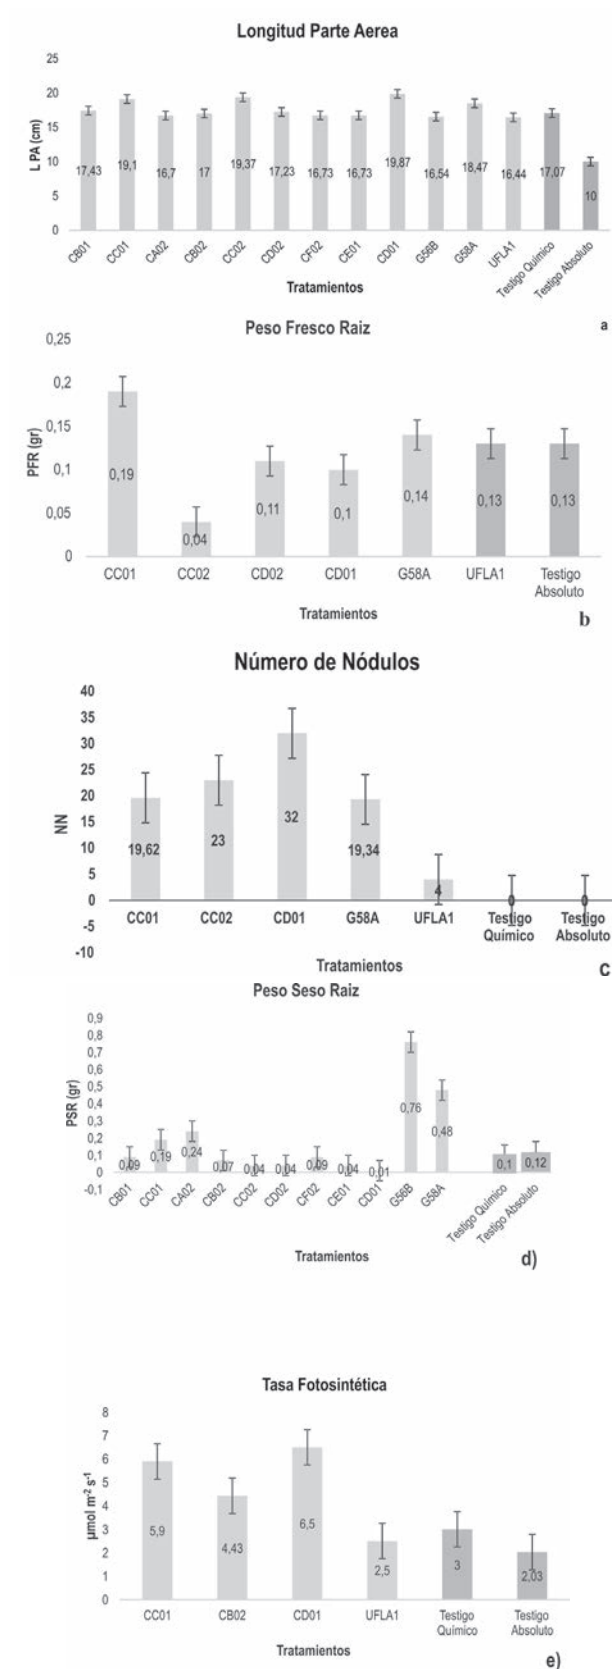 Longitud Parte Aerea
25
20
15
10
5
0
L PA (cm)
17,43 19,1 16,7 17 19,37 17,23 16,73 16,73 19,87 16,54 18,47 16,44 17,07 10
CB01 CC01 CA02 CB02 CC02 CD02 CF02 CE01 CD01 G56B G58A UFLA1 Testigo Químico Testigo Absoluto
Tratamientos
a
Peso Fresco Raiz
0,25
0,2
0,15
0,1
0,05
0
PFR (gr)
0,19 0,04 0,11 0,1 0,14 0,13 0,13
CC01 CC02 CD02 CD01 G58A UFLA1 Testigo
Absoluto
Tratamientos
b
Número de Nódulos
40
35
30
25
20
15
10
5
0
-5
-10
NN
19,62 23 32 19,34 4 0 0
CC01 CC02 CD01 G58A UFLA1 Testigo Testigo
Químico Absoluto
Tratamientos
c
Peso Seso Raiz
0,9
0,8
0,7
0,6
0,5
0,4
0,3
0,2
0,1
0
-0,1
PSR (gr)
0,09 0,19 0,24 0,07 0,04 0,04 0,09 0,04 0,01 0,76 0,48 0,1 0,12
CB01 CC01 CA02 CB02 CC02 CD02 CF02 CE01 CD01 G56B G58A Testigo Químico Testigo Absoluto
Tratamientos
d)
Tasa Fotosintética
8
7
6
5
4
3
2
1
0
µmol m-2 s-1
5,9 4,43 6,5 2,5 3 2,03
CC01 CB02 CD01 UFLA1 Testigo Testigo
Químico Absoluto
Tratamientos
e)